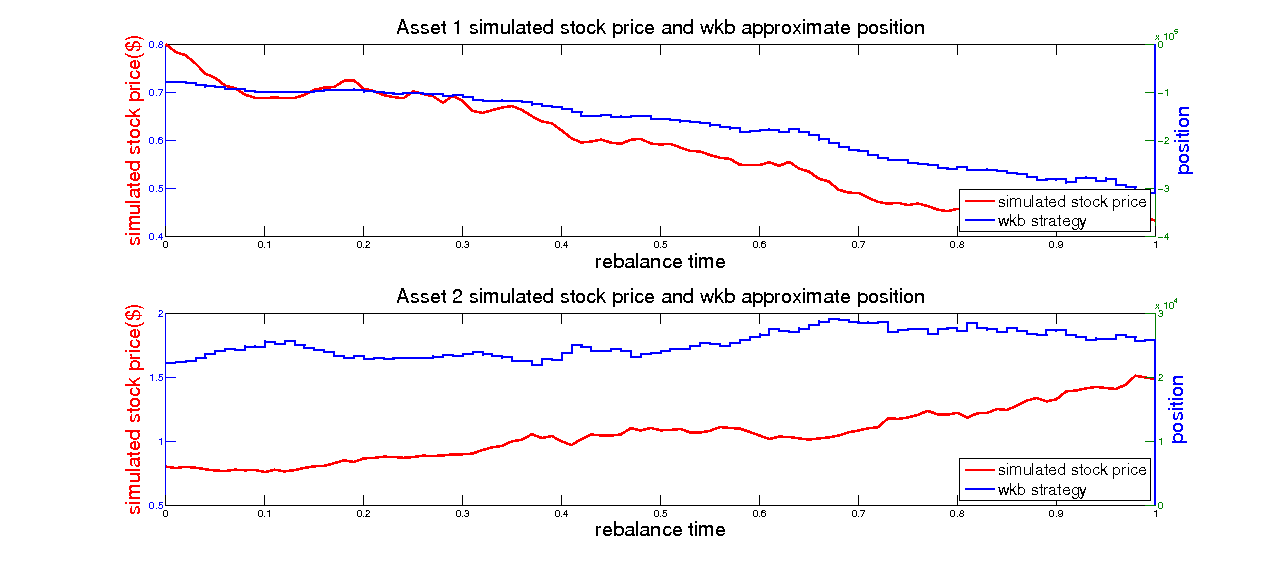 Asset 1 simulated stock price and wkb approximate position
x 10^5
simulated stock price($)
0.8
0.7
0.6
0.5
0.4
0
-1
-2
-3
-4
position
simulated stock price
wkb strategy
0 0.1 0.2 0.3 0.4 0.5 0.6 0.7 0.8 0.9 1
rebalance time
Asset 2 simulated stock price and wkb approximate position
x 10^4
simulated stock price($)
2
1.5
1
0.5
3
2
1
0
position
simulated stock price
wkb strategy
0 0.1 0.2 0.3 0.4 0.5 0.6 0.7 0.8 0.9 1
rebalance time